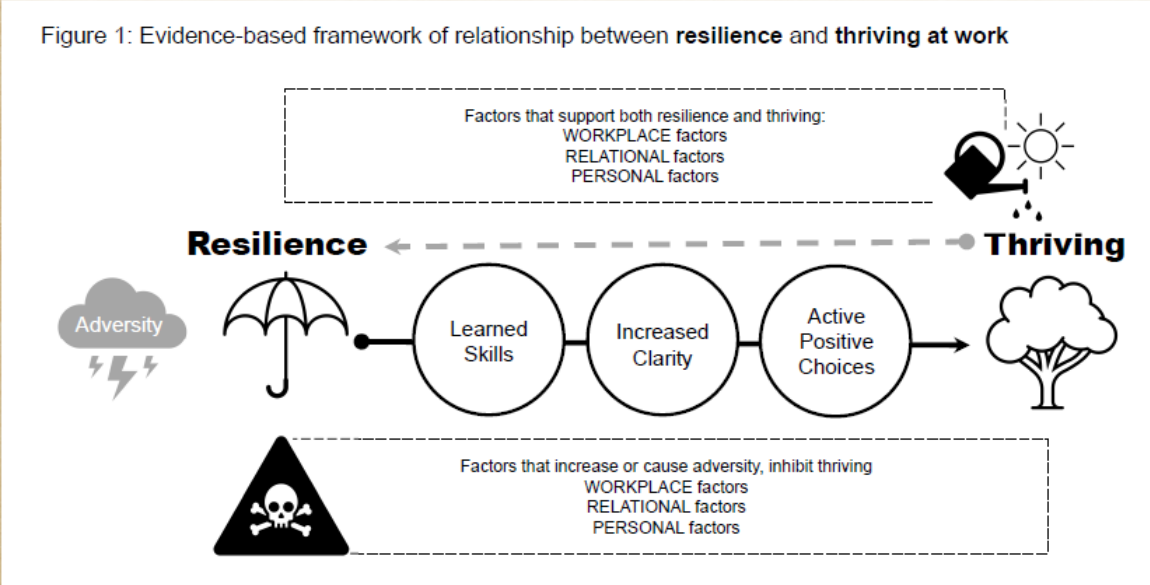 Figure 1: Evidence-based framework of relationship between resilience and thriving at work
Factors that support both resilience and thriving:
WORKPLACE factors
RELATIONAL factors
PERSONAL factors
Resilience
Thriving
Adversity
Learned
Skills
Increased
Clarity
Active
Positive
Choices
Factors that increase or cause adversity, inhibit thriving
WORKPLACE factors
RELATIONAL factors
PERSONAL factors